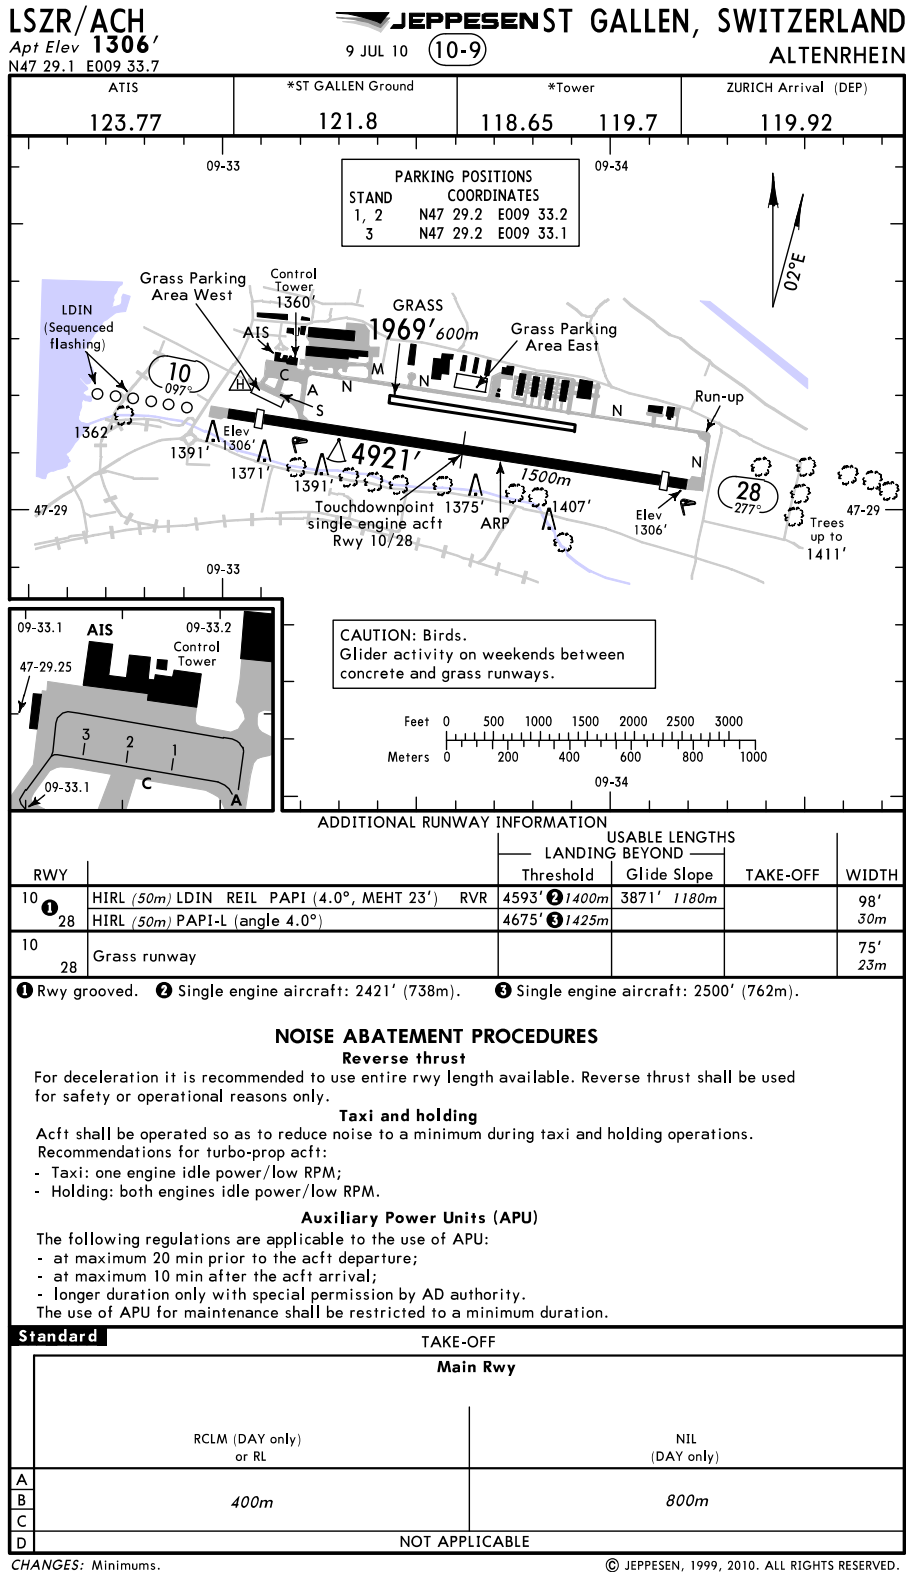 LSZR/ACH
Apt Elev 1306'
N47 29.1 E009 33.7
JEPPESEN
9 JUL 10 10-9
ST GALLEN, SWITZERLAND
ALTENRHEIN
ATIS *ST GALLEN Ground *Tower ZURICH Arrival (DEP)
123.77 121.8 118.65 119.7 119.92
09-33 09-34
PARKING POSITIONS
STAND COORDINATES
1, 2 N47 29.2 E009 33.2
3 N47 29.2 E009 33.1
02°E
Grass Parking
Area West
Control
Tower
1360'
LDIN
(Sequenced
flashing)
AIS
GRASS
1969' 600m
Grass Parking
Area East
10
097°
H
C
A
N
M
N
N
S
Run-up
1362'
1391'
Elev
1306'
1371'
1391'
4921'
1500m
N
28
277°
Touchdownpoint
single engine acft
Rwy 10/28
1375'
ARP
1407'
Elev
1306'
Trees
up to
1411'
47-29 47-29
09-33
09-33.1 AIS 09-33.2
Control
Tower
47-29.25
3 2 1
C
09-33.1
A
CAUTION: Birds.
Glider activity on weekends between
concrete and grass runways.
Feet 0 500 1000 1500 2000 2500 3000
Meters 0 200 400 600 800 1000
09-34
ADDITIONAL RUNWAY INFORMATION
USABLE LENGTHS
LANDING BEYOND
RWY Threshold Glide Slope TAKE-OFF WIDTH
10 1 HIRL (50m) LDIN REIL PAPI (4.0°, MEHT 23') RVR 4593' 2 1400m 3871' 1180m 98'
28 HIRL (50m) PAPI-L (angle 4.0°) 4675' 3 1425m 30m
10 75'
28 Grass runway 23m
1 Rwy grooved. 2 Single engine aircraft: 2421' (738m). 3 Single engine aircraft: 2500' (762m).
NOISE ABATEMENT PROCEDURES
Reverse thrust
For deceleration it is recommended to use entire rwy length available. Reverse thrust shall be used
for safety or operational reasons only.
Taxi and holding
Acft shall be operated so as to reduce noise to a minimum during taxi and holding operations.
Recommendations for turbo-prop acft:
- Taxi: one engine idle power/low RPM;
- Holding: both engines idle power/low RPM.
Auxiliary Power Units (APU)
The following regulations are applicable to the use of APU:
- at maximum 20 min prior to the acft departure;
- at maximum 10 min after the acft arrival;
- longer duration only with special permission by AD authority.
The use of APU for maintenance shall be restricted to a minimum duration.
Standard TAKE-OFF
Main Rwy
RCLM (DAY only)
or RL
NIL
(DAY only)
A
B 400m 800m
C
D NOT APPLICABLE
CHANGES: Minimums. © JEPPESEN, 1999, 2010. ALL RIGHTS RESERVED.